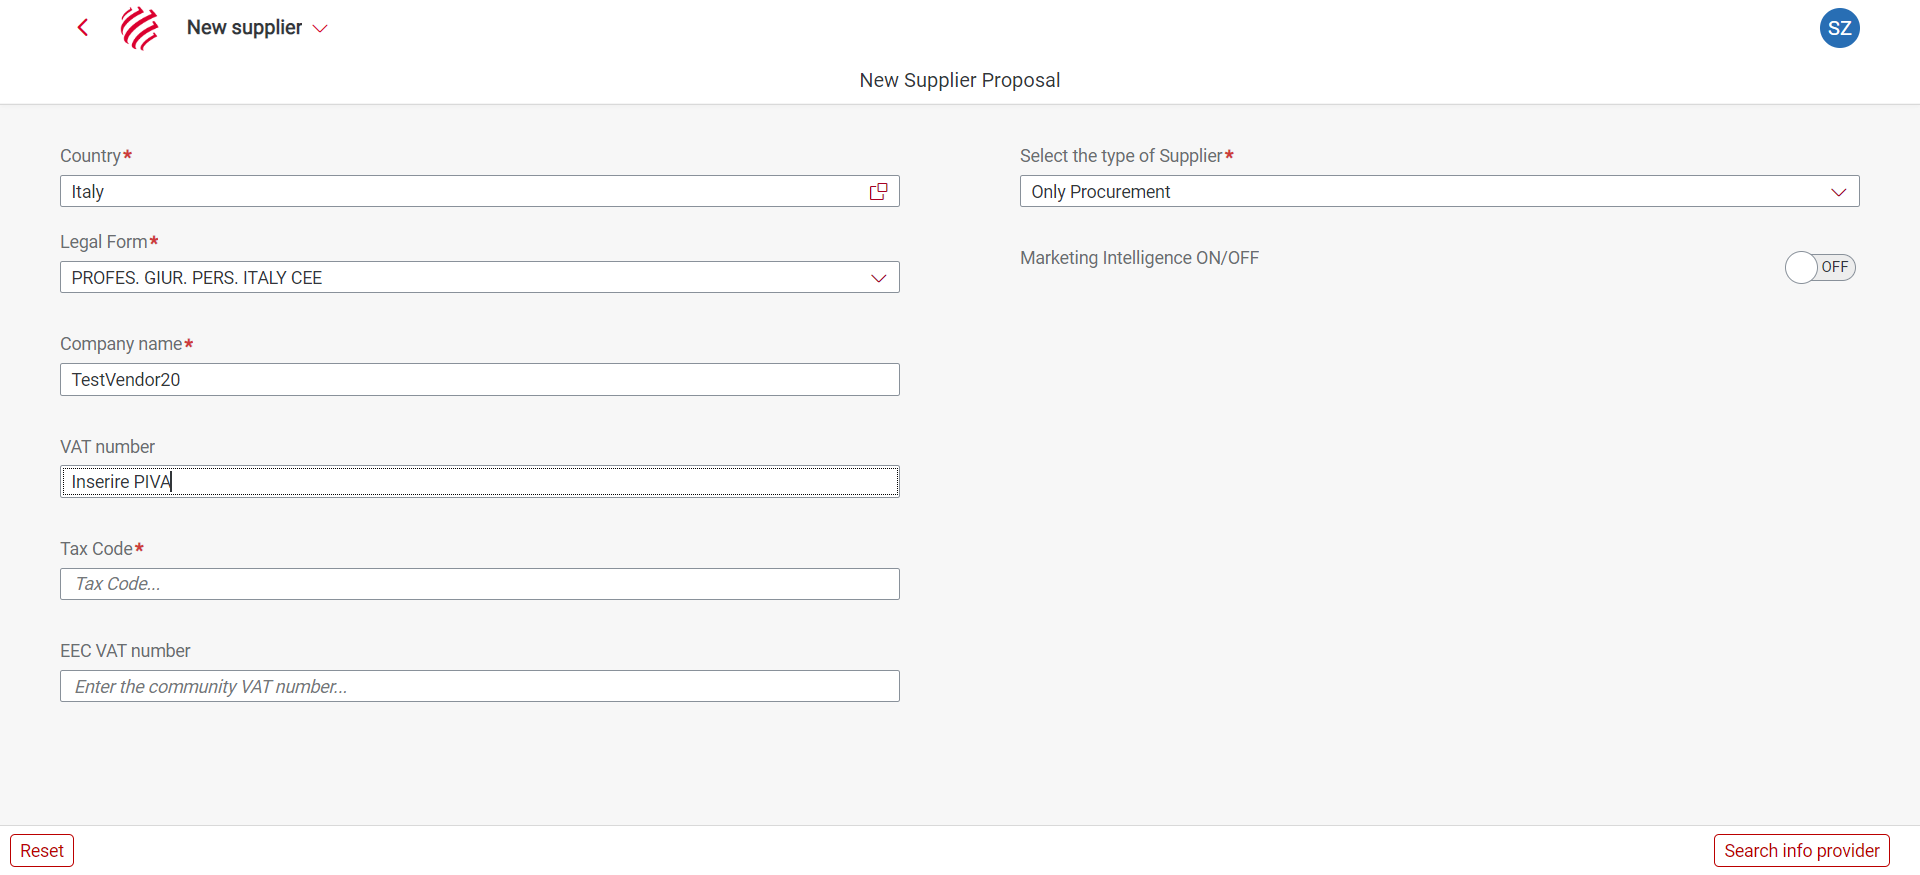 New supplier
SZ
New Supplier Proposal
Country*
Italy
Legal Form*
PROFES. GIUR. PERS. ITALY CEE
Company name*
TestVendor20
VAT number
Inserire PIVA
Tax Code*
Tax Code...
EEC VAT number
Enter the community VAT number...
Select the type of Supplier*
Only Procurement
Marketing Intelligence ON/OFF
OFF
Reset
Search info provider